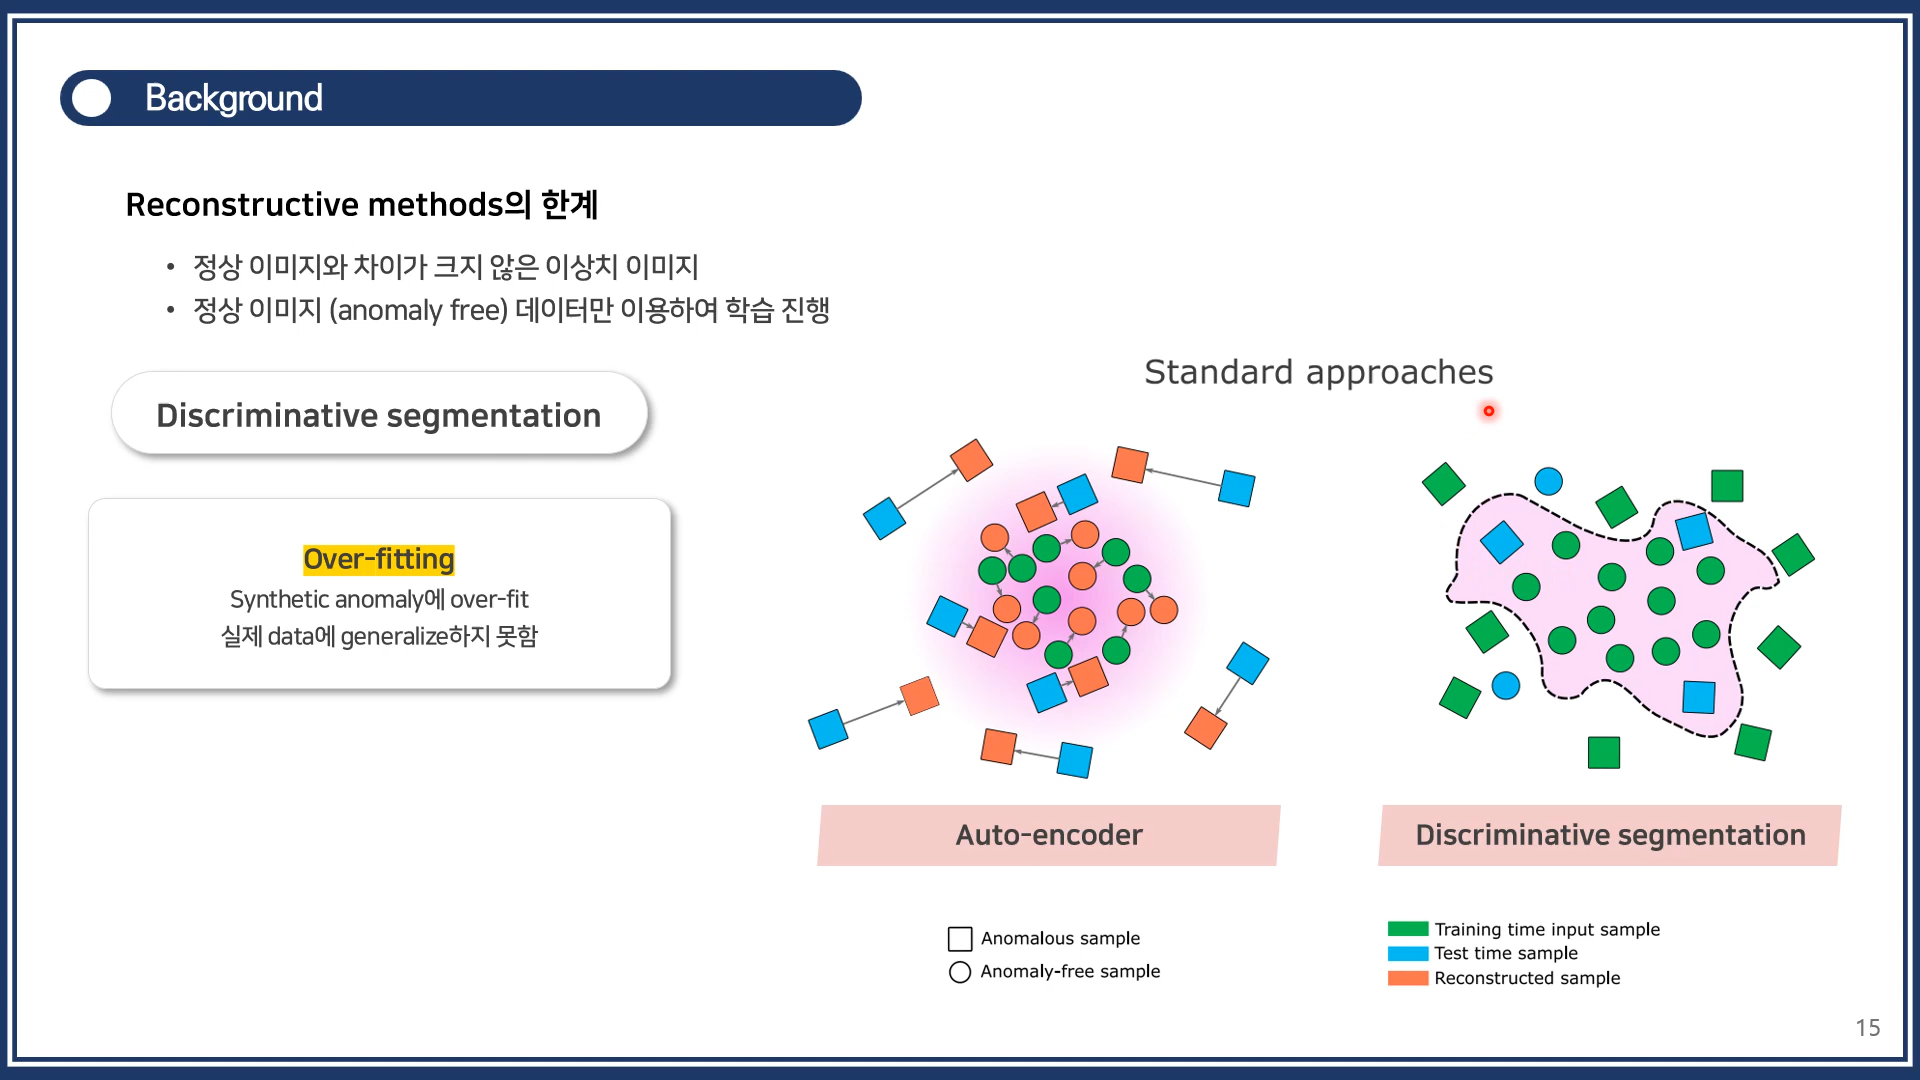 Background
Reconstructive methods의 한계
• 정상 이미지와 차이가 크지 않은 이상치 이미지
• 정상 이미지 (anomaly free) 데이터만 이용하여 학습 진행
Discriminative segmentation
Over-fitting
Synthetic anomaly에 over-fit
실제 data에 generalize하지 못함
Standard approaches
Auto-encoder
Discriminative segmentation
Anomalous sample
Anomaly-free sample
Training time input sample
Test time sample
Reconstructed sample
15